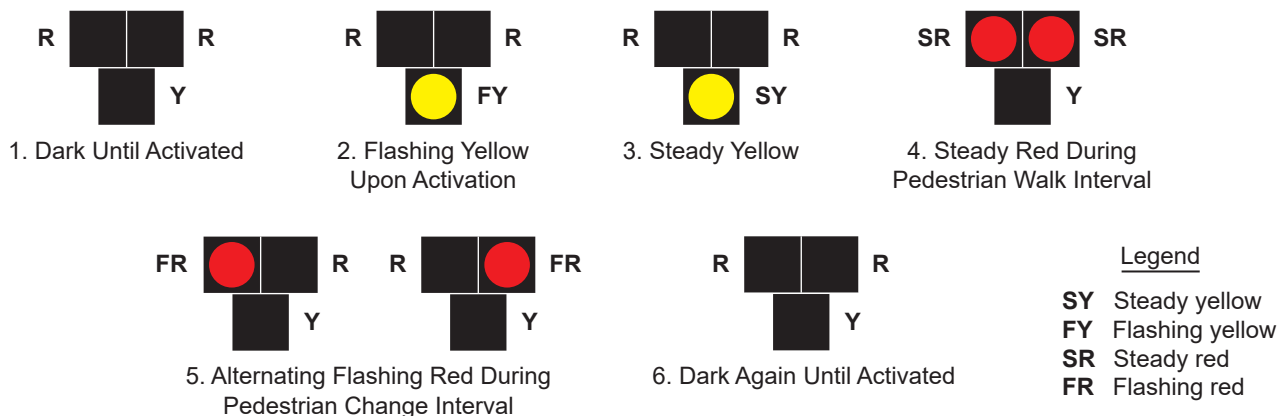 R R
Y
1. Dark Until Activated
R R
FY
2. Flashing Yellow
Upon Activation
R R
SY
3. Steady Yellow
SR SR
Y
4. Steady Red During
Pedestrian Walk Interval
FR R R FR
Y Y
5. Alternating Flashing Red During
Pedestrian Change Interval
R R
Y
6. Dark Again Until Activated
Legend
SY Steady yellow
FY Flashing yellow
SR Steady red
FR Flashing red